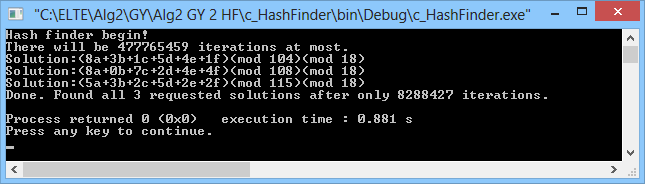 "C:\ELTE\Alg2\GY\Alg2 GY 2 HF\c_HashFinder\bin\Debug\c_HashFinder.exe"
Hash finder begin!
There will be 477765459 iterations at most.
Solution:(8a+3b+1c+5d+4e+1f)(mod 104)(mod 18)
Solution:(8a+0b+7c+2d+4e+4f)(mod 108)(mod 18)
Solution:(5a+3b+2c+5d+2e+2f)(mod 115)(mod 18)
Done. Found all 3 requested solutions after only 8288427 iterations.
Process returned 0 (0x0)   execution time : 0.881 s
Press any key to continue.